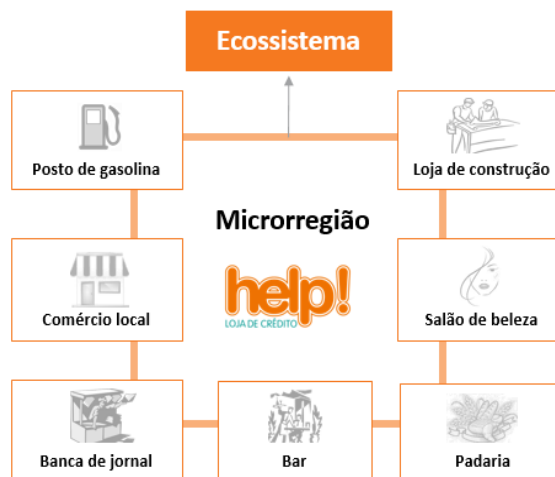 Ecossistema
Posto de gasolina
Loja de construção
Microrregião
help!
LOJA DE CRÉDITO
Comércio local
Salão de beleza
Banca de jornal
Bar
Padaria